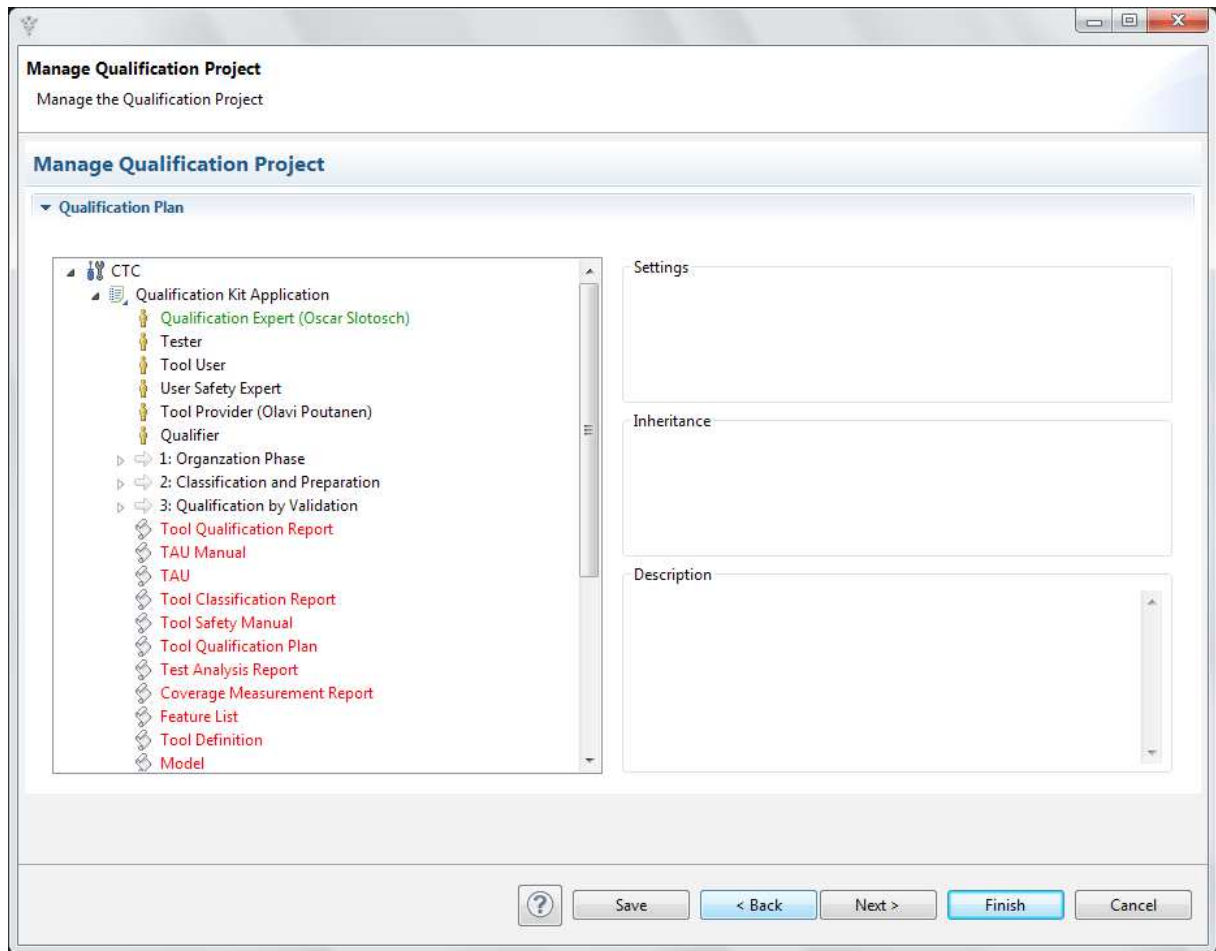 Manage Qualification Project
Manage the Qualification Project
Manage Qualification Project
Qualification Plan
CTC
Qualification Kit Application
Qualification Expert (Oscar Slotosch)
Tester
Tool User
User Safety Expert
Tool Provider (Olavi Poutanen)
Qualifier
1: Organzation Phase
2: Classification and Preparation
3: Qualification by Validation
Tool Qualification Report
TAU Manual
TAU
Tool Classification Report
Tool Safety Manual
Tool Qualification Plan
Test Analysis Report
Coverage Measurement Report
Feature List
Tool Definition
Model
Settings
Inheritance
Description
? Save < Back Next > Finish Cancel